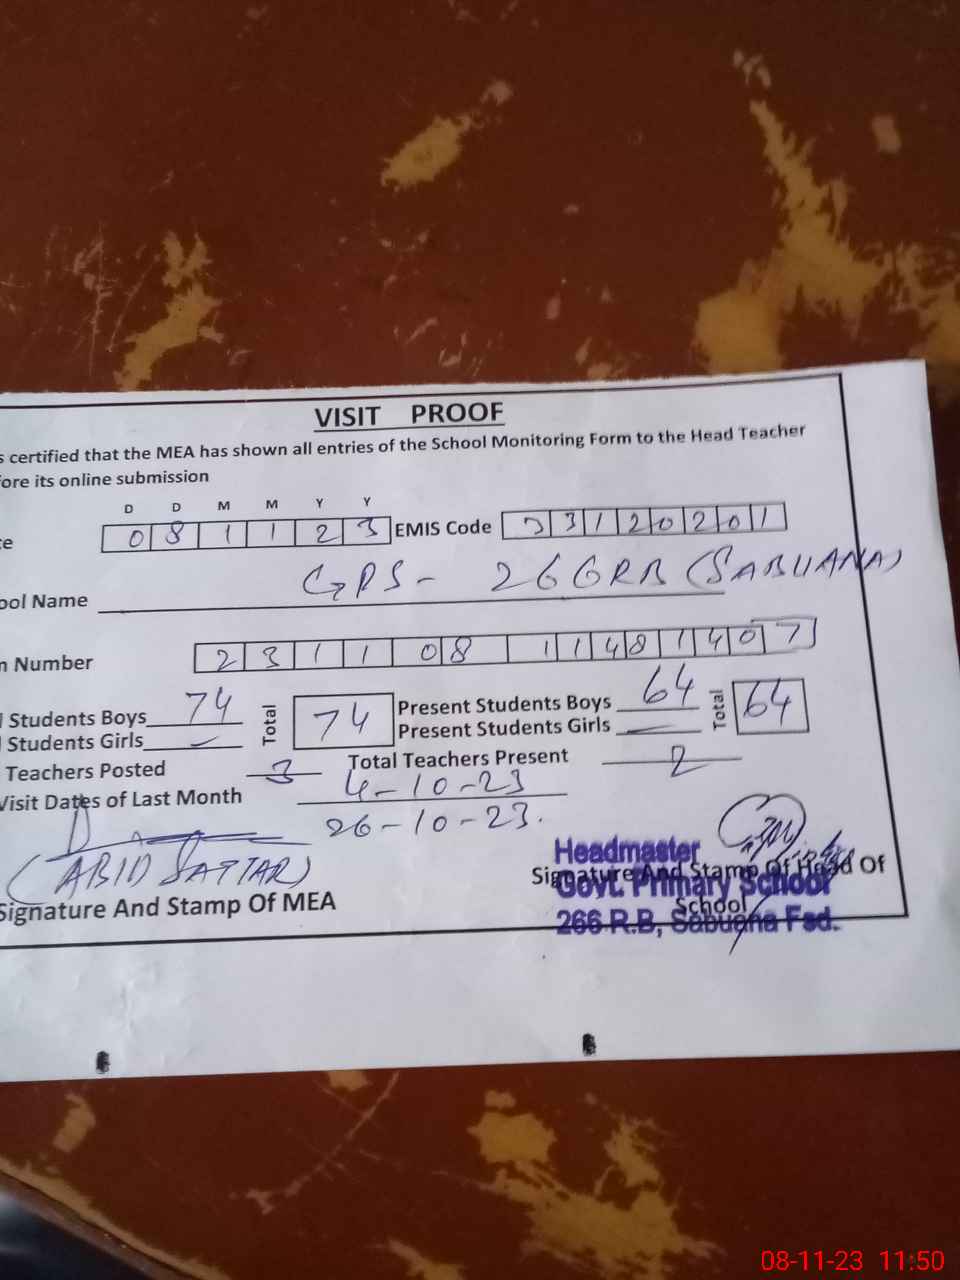 VISIT PROOF
s certified that the MEA has shown all entries of the School Monitoring Form to the Head Teacher
fore its online submission
D D M M Y Y
te 0 8 1 1 2 3 EMIS Code 3 3 1 2 0 2 0 1
ool Name GPS - 266RB (SABUANA)
n Number 2 3 1 1 0 8 1 1 4 8 1 4 0 7
l Students Boys 74 Total 74 Present Students Boys 64 Total 64
l Students Girls - Present Students Girls -
Teachers Posted 3 Total Teachers Present 2
Visit Dates of Last Month 4-10-23
26-10-23.
(ABID SATTAR)
Signature And Stamp Of MEA
Headmaster
Signature And Stamp Of Head Of
Govt. Primary School
School
266 R.B, Sabuana Fsd.
08-11-23 11:50